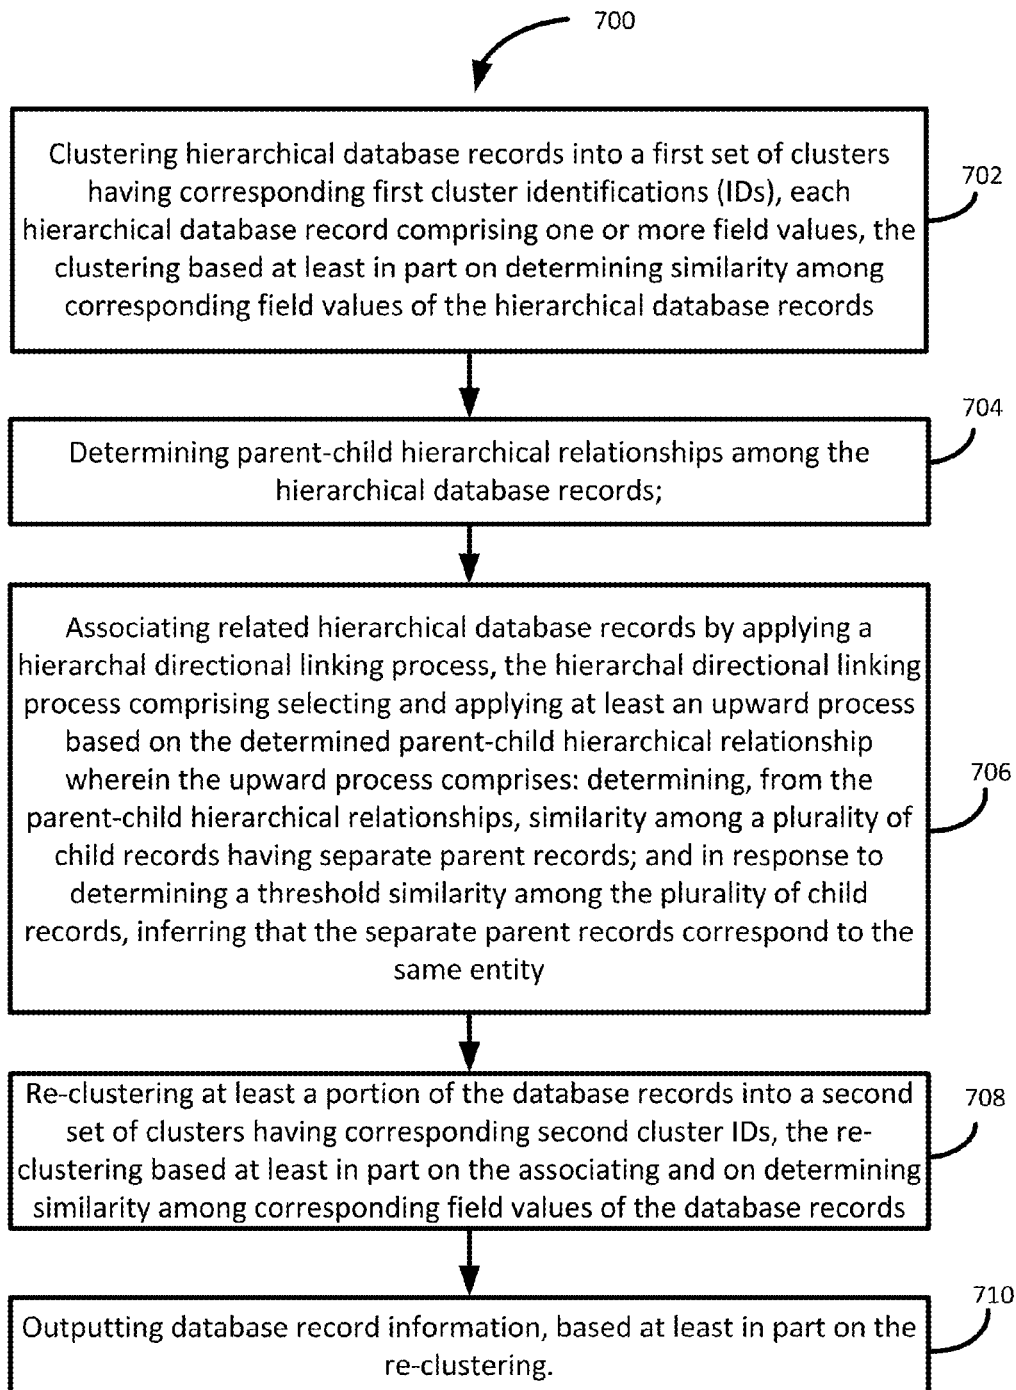 700
Clustering hierarchical database records into a first set of clusters
having corresponding first cluster identifications (IDs), each
hierarchical database record comprising one or more field values, the
clustering based at least in part on determining similarity among
corresponding field values of the hierarchical database records
702
Determining parent-child hierarchical relationships among the
hierarchical database records;
704
Associating related hierarchical database records by applying a
hierarchal directional linking process, the hierarchal directional linking
process comprising selecting and applying at least an upward process
based on the determined parent-child hierarchical relationship
wherein the upward process comprises: determining, from the
parent-child hierarchical relationships, similarity among a plurality of
child records having separate parent records; and in response to
determining a threshold similarity among the plurality of child
records, inferring that the separate parent records correspond to the
same entity
706
Re-clustering at least a portion of the database records into a second
set of clusters having corresponding second cluster IDs, the re-
clustering based at least in part on the associating and on determining
similarity among corresponding field values of the database records
708
Outputting database record information, based at least in part on the
re-clustering.
710